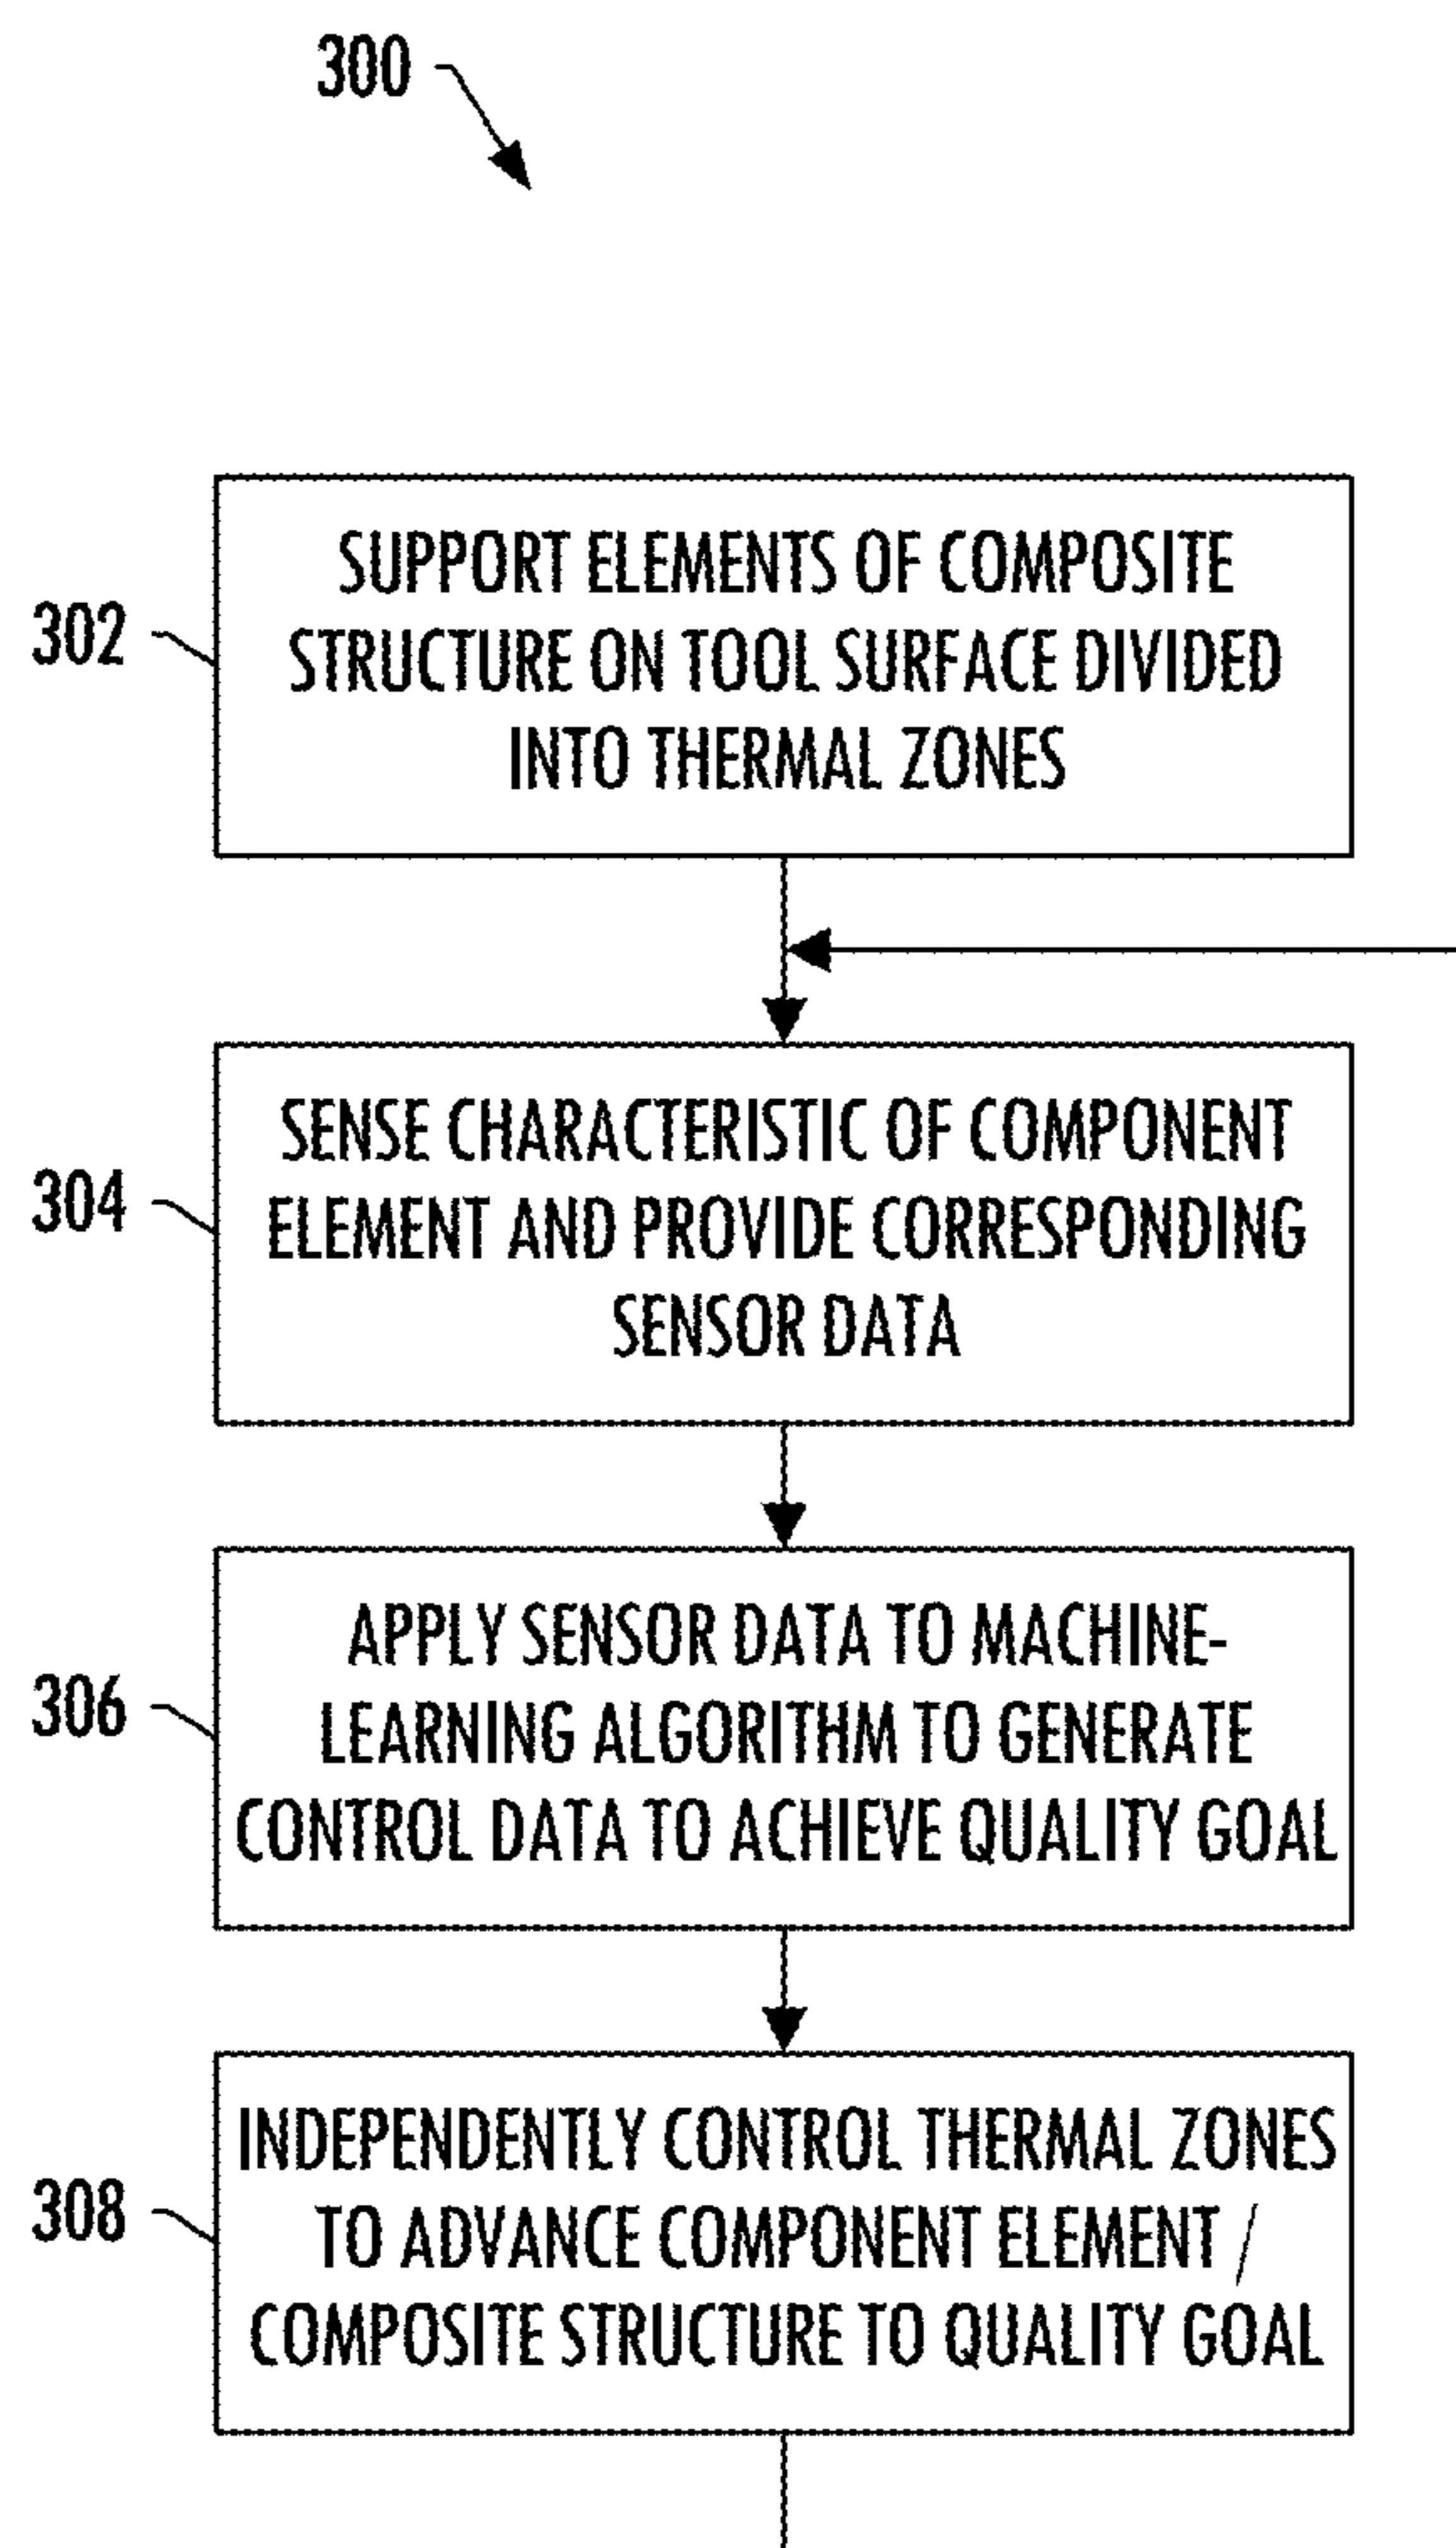 300
302
SUPPORT ELEMENTS OF COMPOSITE
STRUCTURE ON TOOL SURFACE DIVIDED
INTO THERMAL ZONES
304
SENSE CHARACTERISTIC OF COMPONENT
ELEMENT AND PROVIDE CORRESPONDING
SENSOR DATA
306
APPLY SENSOR DATA TO MACHINE-
LEARNING ALGORITHM TO GENERATE
CONTROL DATA TO ACHIEVE QUALITY GOAL
308
INDEPENDENTLY CONTROL THERMAL ZONES
TO ADVANCE COMPONENT ELEMENT /
COMPOSITE STRUCTURE TO QUALITY GOAL